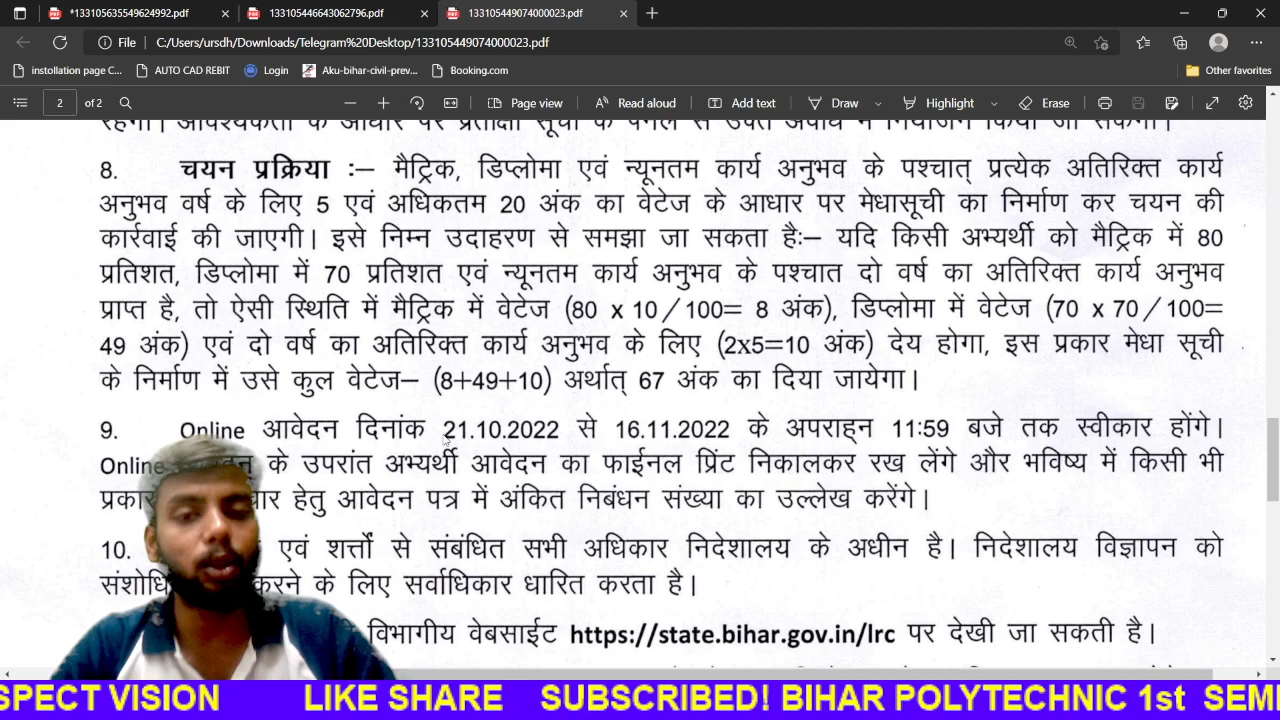 *133105635549624992.pdf
133105446643062796.pdf
133105449074000023.pdf
File C:/Users/ursdh/Downloads/Telegram%20Desktop/133105449074000023.pdf
instollation page C...
AUTO CAD REBIT
Login
Aku-bihar-civil-prev...
Booking.com
Other favorites
2 of 2
Page view
Read aloud
Add text
Draw
Highlight
Erase
8. चयन प्रक्रिया :– मैट्रिक, डिप्लोमा एवं न्यूनतम कार्य अनुभव के पश्चात् प्रत्येक अतिरिक्त कार्य
अनुभव वर्ष के लिए 5 एवं अधिकतम 20 अंक का वेटेज के आधार पर मेधासूची का निर्माण कर चयन की
कार्रवाई की जाएगी। इसे निम्न उदाहरण से समझा जा सकता हैः– यदि किसी अभ्यर्थी को मैट्रिक में 80
प्रतिशत, डिप्लोमा में 70 प्रतिशत एवं न्यूनतम कार्य अनुभव के पश्चात दो वर्ष का अतिरिक्त कार्य अनुभव
प्राप्त है, तो ऐसी स्थिति में मैट्रिक में वेटेज (80 x 10/100= 8 अंक), डिप्लोमा में वेटेज (70 x 70/100=
49 अंक) एवं दो वर्ष का अतिरिक्त कार्य अनुभव के लिए (2x5=10 अंक) देय होगा, इस प्रकार मेधा सूची
के निर्माण में उसे कुल वेटेज– (8+49+10) अर्थात् 67 अंक का दिया जायेगा।
9. Online आवेदन दिनांक 21.10.2022 से 16.11.2022 के अपराह्न 11:59 बजे तक स्वीकार होंगे।
Online के उपरांत अभ्यर्थी आवेदन का फाईनल प्रिंट निकालकर रख लेंगे और भविष्य में किसी भी
प्रकार हेतु आवेदन पत्र में अंकित निबंधन संख्या का उल्लेख करेंगे।
10. एवं शर्त्तों से संबंधित सभी अधिकार निदेशालय के अधीन है। निदेशालय विज्ञापन को
करने के लिए सर्वाधिकार धारित करता है।
विभागीय वेबसाईट https://state.bihar.gov.in/lrc पर देखी जा सकती है।
SPECT VISION LIKE SHARE SUBSCRIBED! BIHAR POLYTECHNIC 1st SEMI